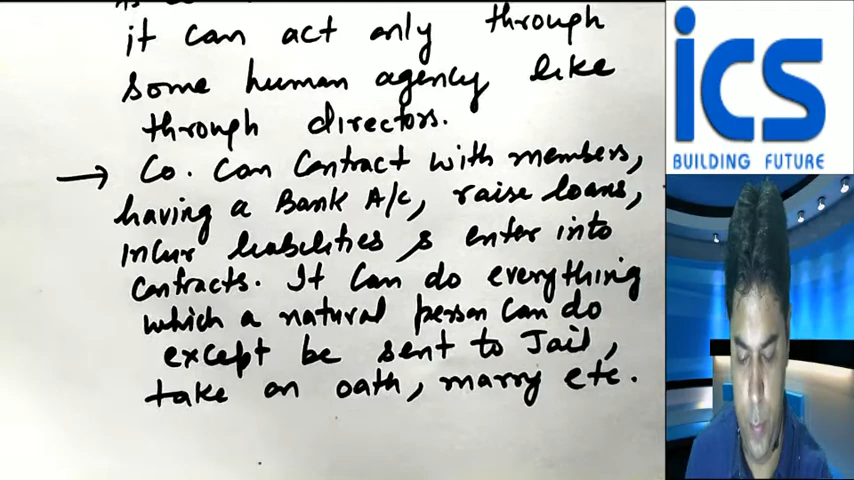 it can act only through
some human agency like
through directors.
→ Co. can contract with members,
having a Bank A/c, raise loans,
incur liabilities & enter into
contracts. It can do everything
which a natural person can do
except be sent to Jail,
take an oath, marry etc.
ics
BUILDING FUTURE